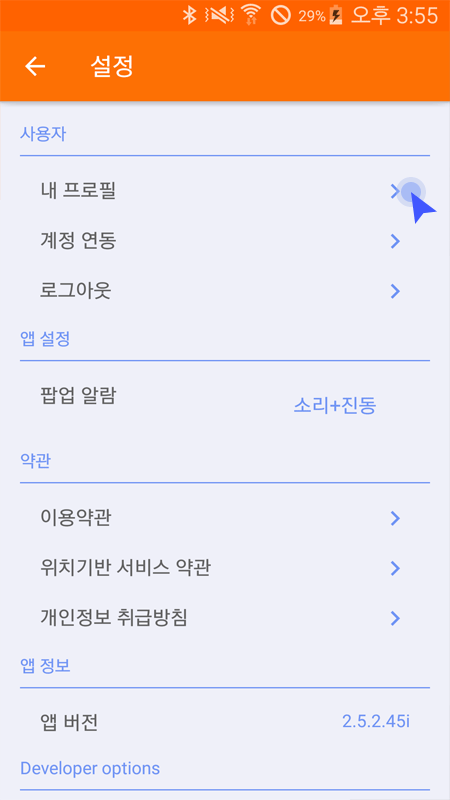 29% 오후 3:55
설정
사용자
내 프로필
계정 연동
로그아웃
앱 설정
팝업 알람
소리+진동
약관
이용약관
위치기반 서비스 약관
개인정보 취급방침
앱 정보
앱 버전 2.5.2.45i
Developer options